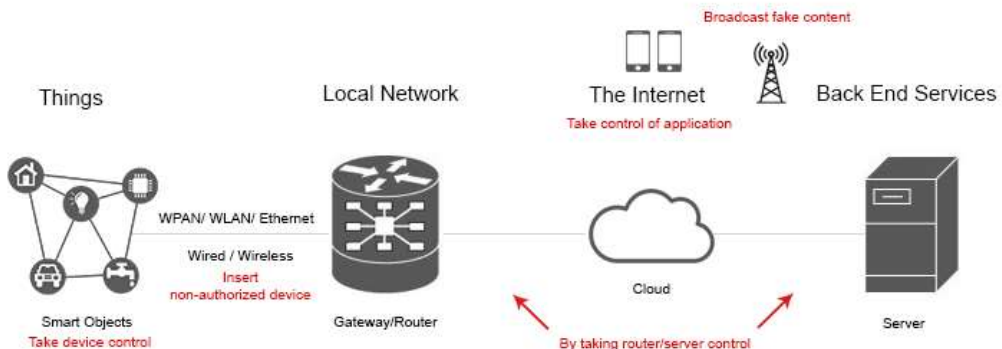 Broadcast fake content
Things
Local Network
The Internet
Back End Services
Take control of application
WPAN/ WLAN/ Ethernet
Wired / Wireless
Insert
non-authorized device
Cloud
Smart Objects
Gateway/Router
Server
Take device control
By taking router/server control